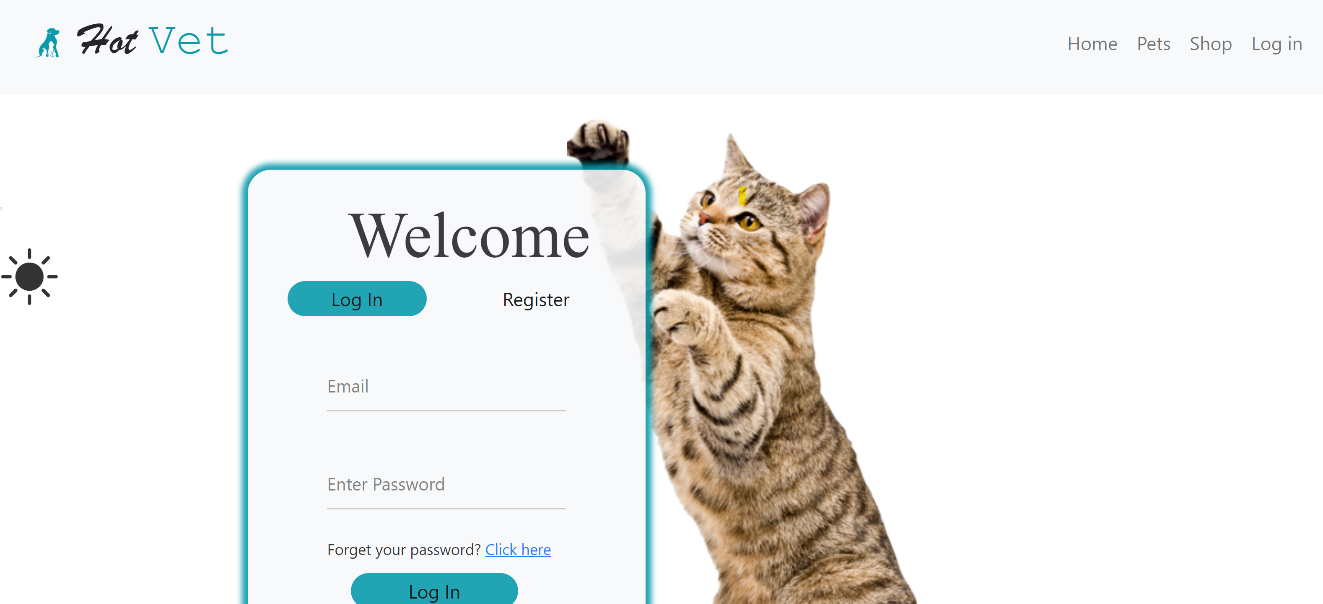 Hot Vet
Home Pets Shop Log in
Welcome
Log In Register
Email
Enter Password
Forget your password? Click here
Log In